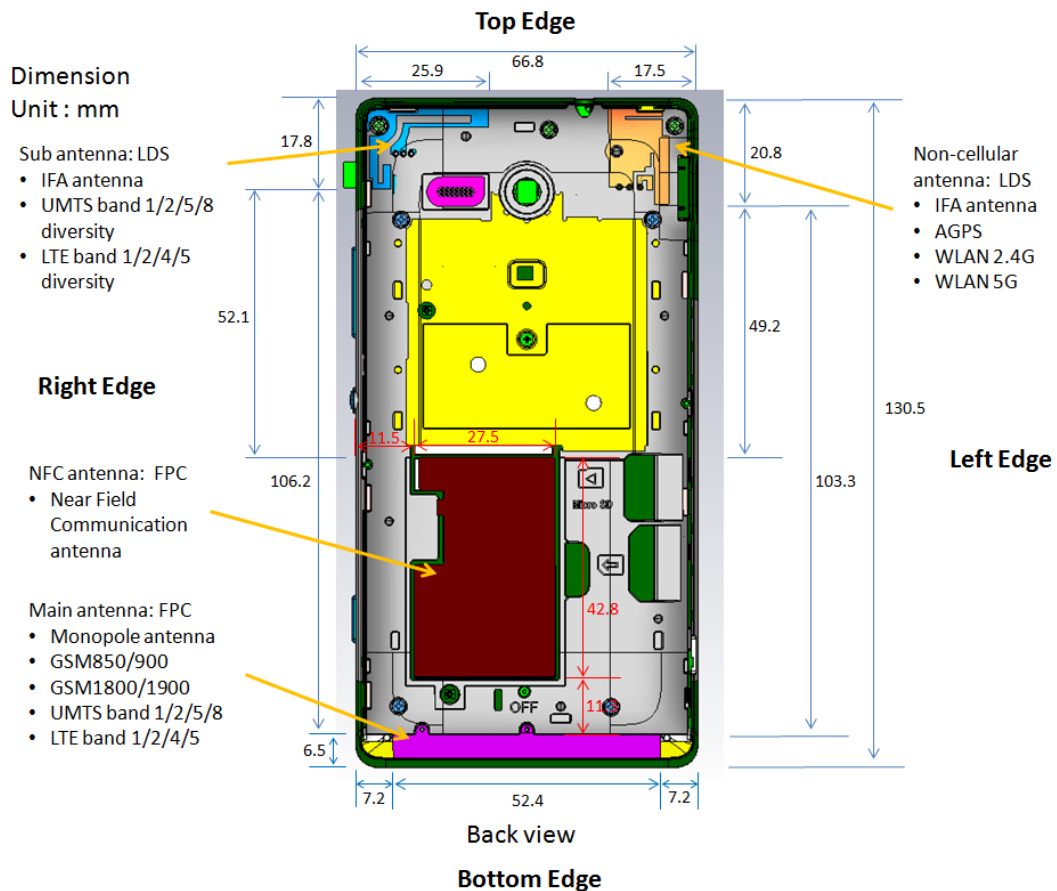 Top Edge
66.8
25.9
17.5
Dimension
Unit : mm
17.8
20.8
Sub antenna: LDS
• IFA antenna
• UMTS band 1/2/5/8
diversity
• LTE band 1/2/4/5
diversity
Non-cellular
antenna: LDS
• IFA antenna
• AGPS
• WLAN 2.4G
• WLAN 5G
52.1
49.2
Right Edge
130.5
11.5
27.5
Left Edge
NFC antenna: FPC
• Near Field
Communication
antenna
106.2
103.3
Micro SD
42.8
Main antenna: FPC
• Monopole antenna
• GSM850/900
• GSM1800/1900
• UMTS band 1/2/5/8
• LTE band 1/2/4/5
OFF
6.5
7.2
52.4
7.2
Back view
Bottom Edge